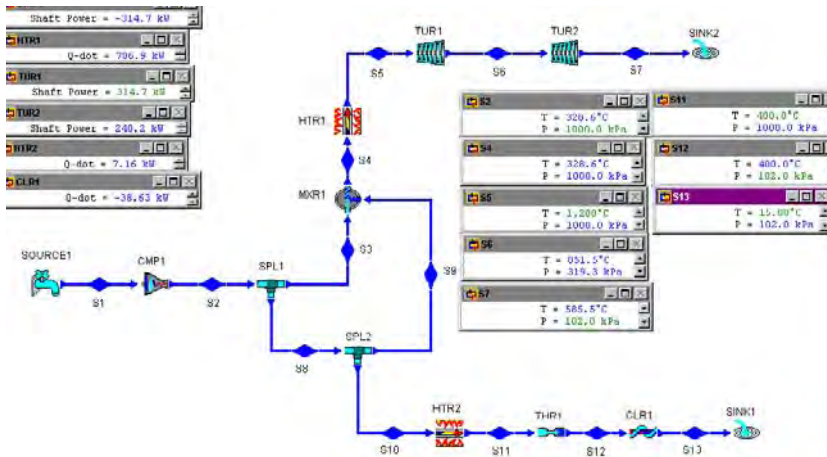 Shaft Power = -314.7 kW
HTR1
Q-dot = 706.9 kW
TUR1
Shaft Power = 314.7 kW
TUR2
Shaft Power = 240.2 kW
HTR2
Q-dot = 7.16 kW
CLR1
Q-dot = -38.63 kW
TUR1
TUR2
SINK2
S5
S6
S7
HTR1
S4
MXR1
S3
S9
SOURCE1
CMP1
SPL1
S1
S2
SPL2
S8
HTR2
THR1
CLR1
SINK1
S10
S11
S12
S13
S2
T = 328.6°C
P = 1000.0 kPa
S4
T = 328.6°C
P = 1000.0 kPa
S5
T = 1,200°C
P = 1000.0 kPa
S6
T = 851.5°C
P = 319.3 kPa
S7
T = 585.5°C
P = 102.0 kPa
S11
T = 400.0°C
P = 1000.0 kPa
S12
T = 400.0°C
P = 102.0 kPa
S13
T = 15.00°C
P = 102.0 kPa